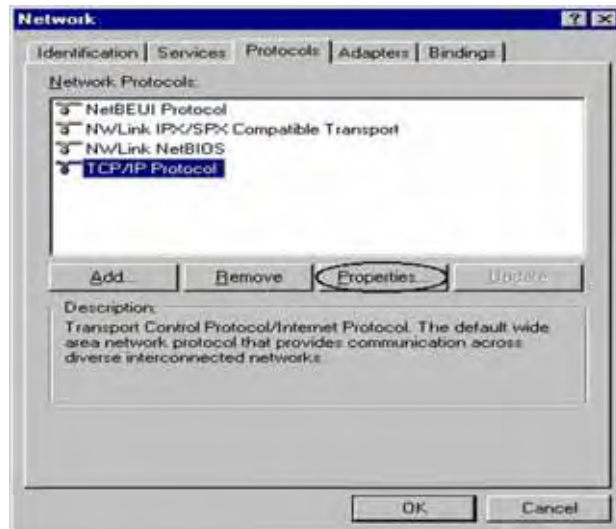 Network
Identification Services Protocols Adapters Bindings
Network Protocols:
NetBEUI Protocol
NWLink IPX/SPX Compatible Transport
NWLink NetBIOS
TCP/IP Protocol
Add... Remove Properties... Update
Description:
Transport Control Protocol/Internet Protocol. The default wide
area network protocol that provides communication across
diverse interconnected networks.
OK Cancel